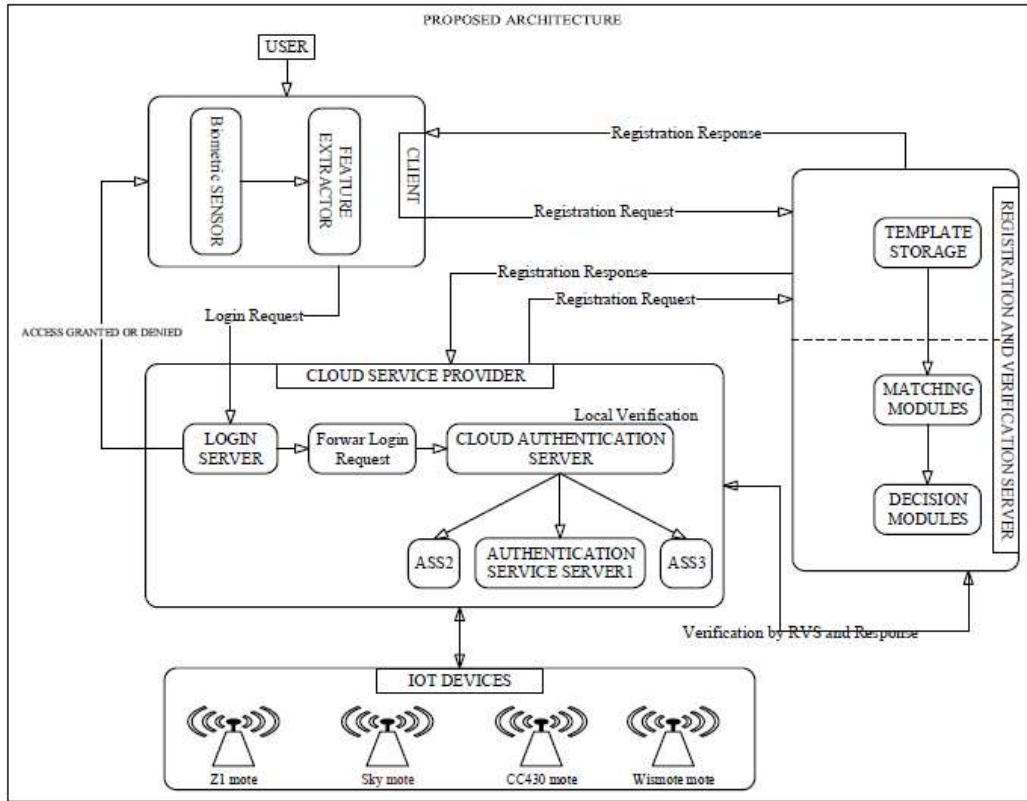 PROPOSED ARCHITECTURE
USER
Biometric SENSOR
FEATURE
EXTRACTOR
CLIENT
Registration Response
Registration Request
REGISTRATION AND VERIFICATION SERVER
TEMPLATE
STORAGE
Registration Response
Registration Request
Login Request
ACCESS GRANTED OR DENIED
CLOUD SERVICE PROVIDER
MATCHING
MODULES
Local Verification
LOGIN
SERVER
Forwar Login
Request
CLOUD AUTHENTICATION
SERVER
DECISION
MODULES
ASS2
AUTHENTICATION
SERVICE SERVER1
ASS3
Verification by RVS and Response
IOT DEVICES
Z1 mote
Sky mote
CC430 mote
Wismote mote